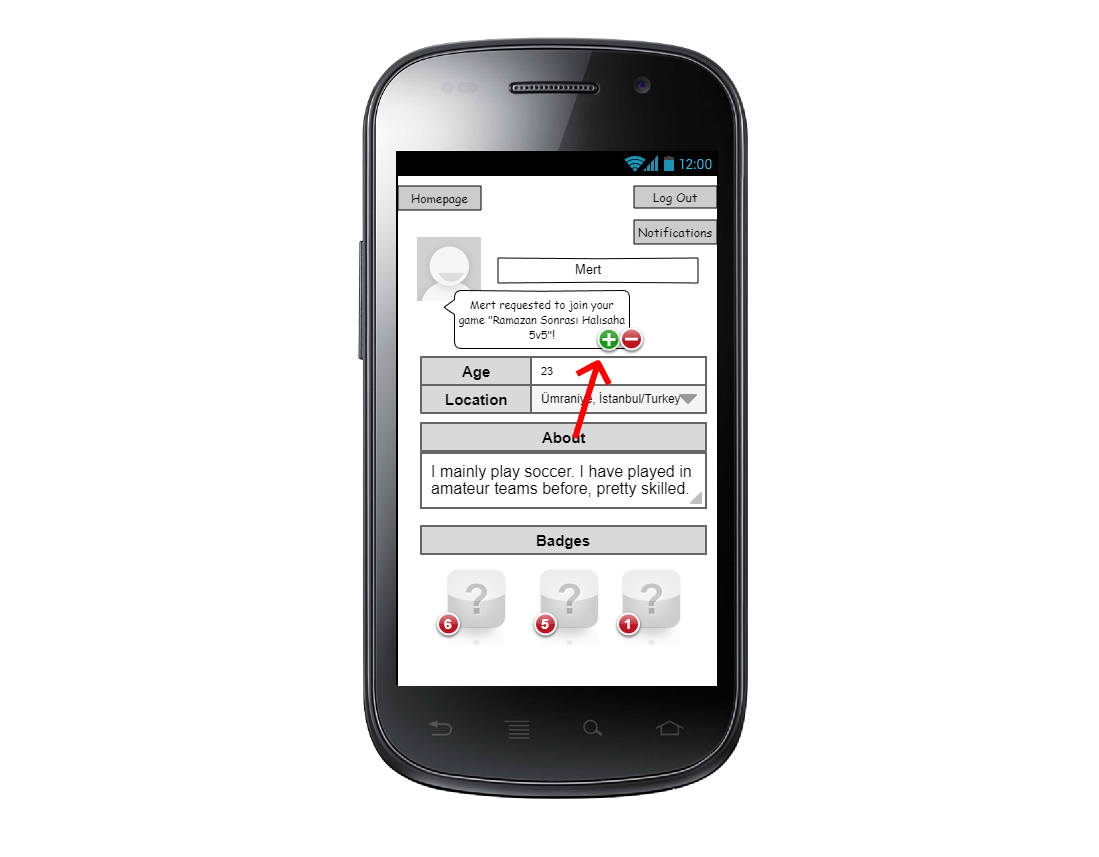 12:00
Homepage
Log Out
Notifications
Mert
Mert requested to join your
game "Ramazan Sonrası Halısaha
5v5"!
Age
23
Location
Ümraniye, İstanbul/Turkey
About
I mainly play soccer. I have played in
amateur teams before, pretty skilled.
Badges
?
?
?
6
5
1